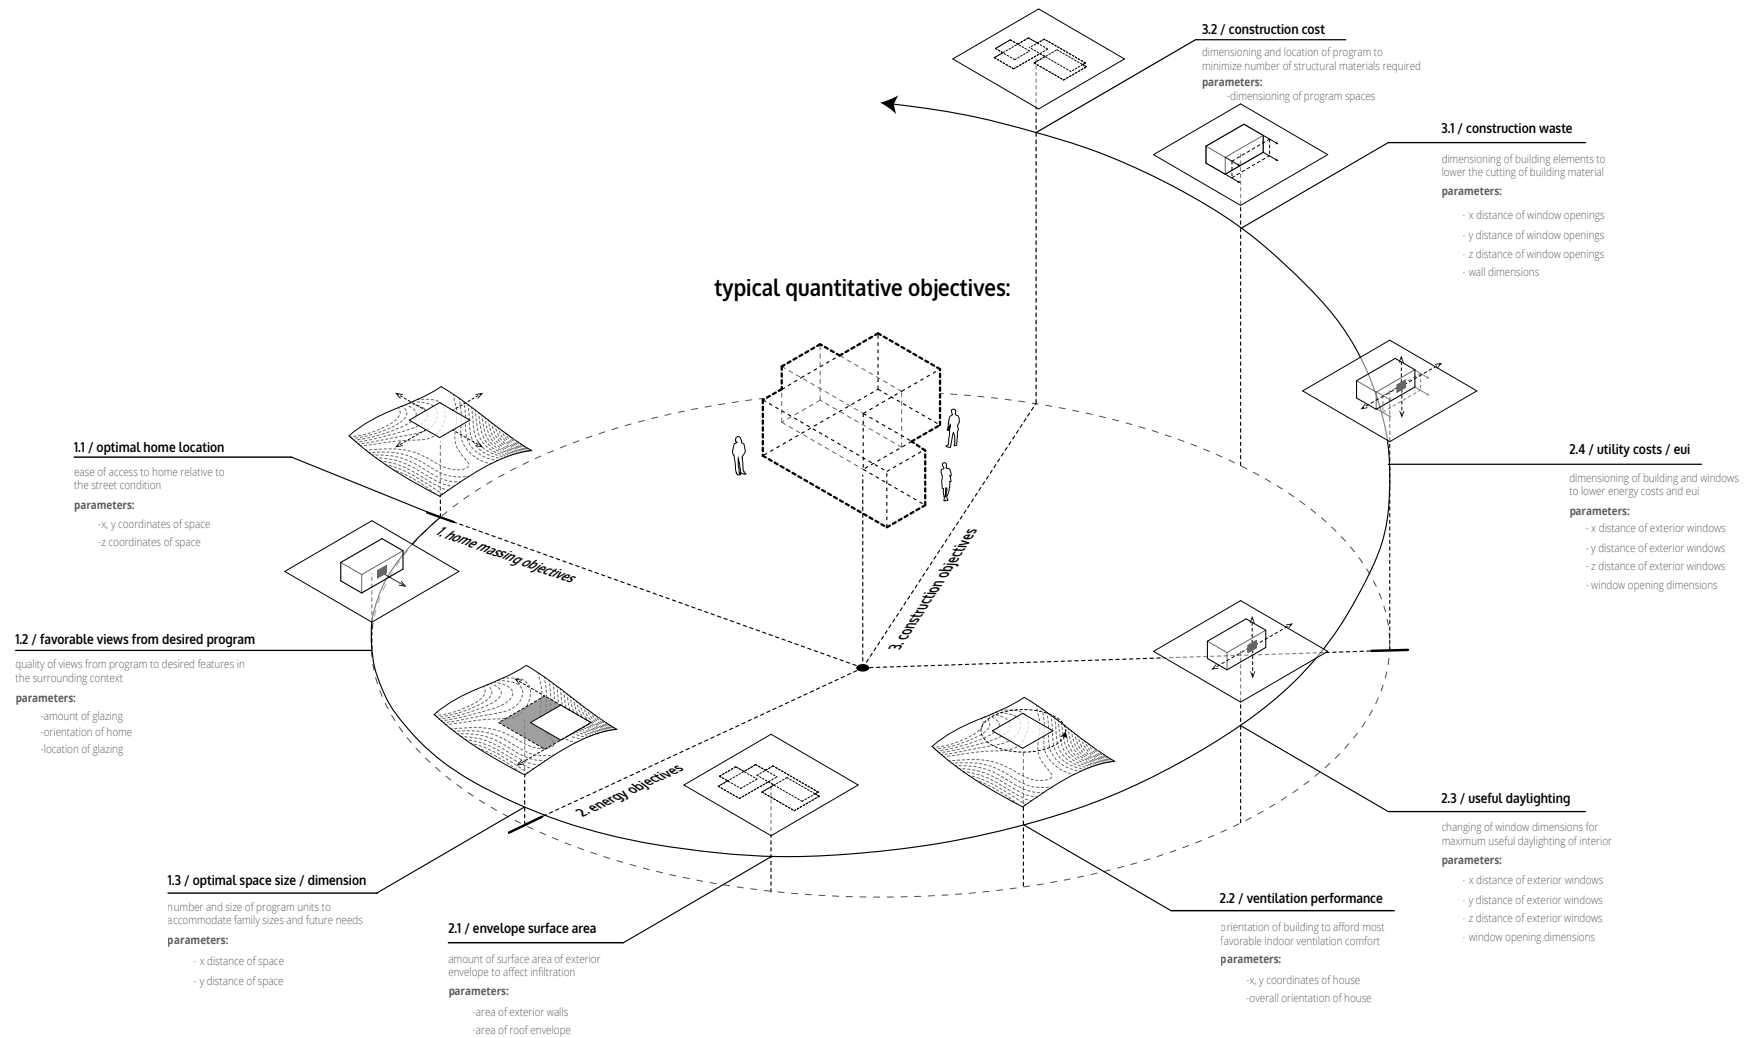 typical quantitative objectives:
1. home massing objectives
2. energy objectives
3. construction objectives
1.1 / optimal home location
ease of access to home relative to
the street condition
parameters:
-x, y coordinates of space
-z coordinates of space
1.2 / favorable views from desired program
quality of views from program to desired features in
the surrounding context
parameters:
-amount of glazing
-orientation of home
-location of glazing
1.3 / optimal space size / dimension
number and size of program units to
accommodate family sizes and future needs
parameters:
- x distance of space
- y distance of space
2.1 / envelope surface area
amount of surface area of exterior
envelope to affect infiltration
parameters:
-area of exterior walls
-area of roof envelope
2.2 / ventilation performance
orientation of building to afford most
favorable indoor ventilation comfort
parameters:
-x, y coordinates of house
-overall orientation of house
2.3 / useful daylighting
changing of window dimensions for
maximum useful daylighting of interior
parameters:
- x distance of exterior windows
- y distance of exterior windows
- z distance of exterior windows
- window opening dimensions
2.4 / utility costs / eui
dimensioning of building and windows
to lower energy costs and eui
parameters:
- x distance of exterior windows
- y distance of exterior windows
- z distance of exterior windows
- window opening dimensions
3.1 / construction waste
dimensioning of building elements to
lower the cutting of building material
parameters:
- x distance of window openings
- y distance of window openings
- z distance of window openings
- wall dimensions
3.2 / construction cost
dimensioning and location of program to
minimize number of structural materials required
parameters:
-dimensioning of program spaces